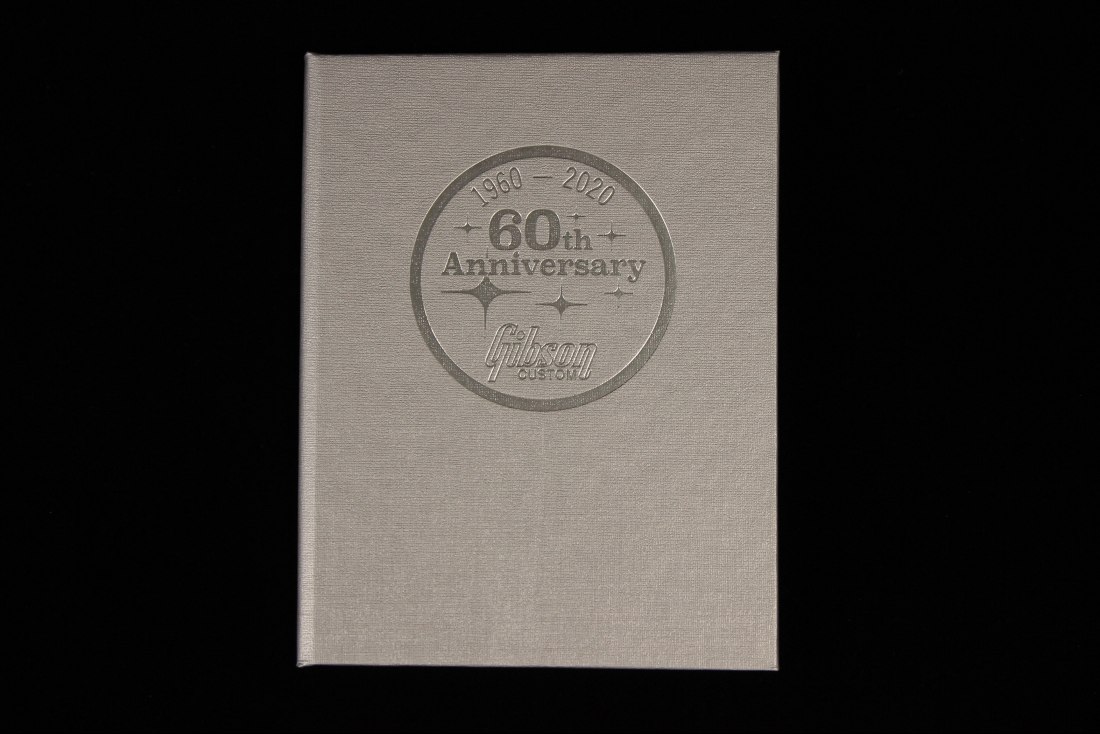 1960 — 2020
60th
Anniversary
Gibson
CUSTOM